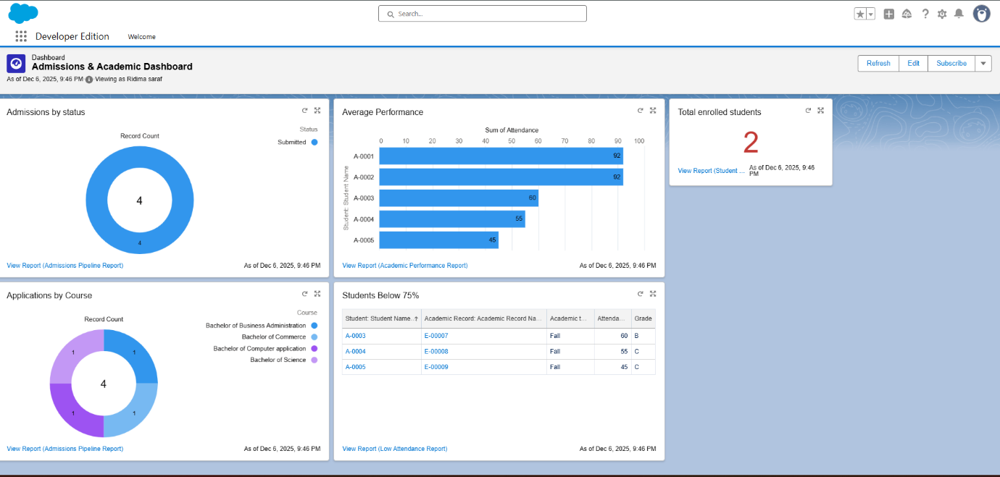 Search...
Developer Edition
Welcome
Dashboard
Admissions & Academic Dashboard
As of Dec 6, 2025, 9:46 PM Viewing as Ridima saraf
Refresh
Edit
Subscribe
Admissions by status
Record Count
Status
Submitted
4
4
View Report (Admissions Pipeline Report)
As of Dec 6, 2025, 9:46 PM
Average Performance
Sum of Attendance
0 10 20 30 40 50 60 70 80 90 100
Student: Student Name
A-0001 92
A-0002 92
A-0003 60
A-0004 55
A-0005 45
View Report (Academic Performance Report)
As of Dec 6, 2025, 9:46 PM
Total enrolled students
2
View Report (Student ...
As of Dec 6, 2025, 9:46
PM
Applications by Course
Record Count
Course
Bachelor of Business Administration
Bachelor of Commerce
Bachelor of Computer application
Bachelor of Science
1 1
4
1 1
View Report (Admissions Pipeline Report)
As of Dec 6, 2025, 9:46 PM
Students Below 75%
Student: Student Name... Academic Record: Academic Record Na... Academic t... Attenda... Grade
A-0003 E-00007 Fall 60 B
A-0004 E-00008 Fall 55 C
A-0005 E-00009 Fall 45 C
View Report (Low Attendance Report)
As of Dec 6, 2025, 9:46 PM